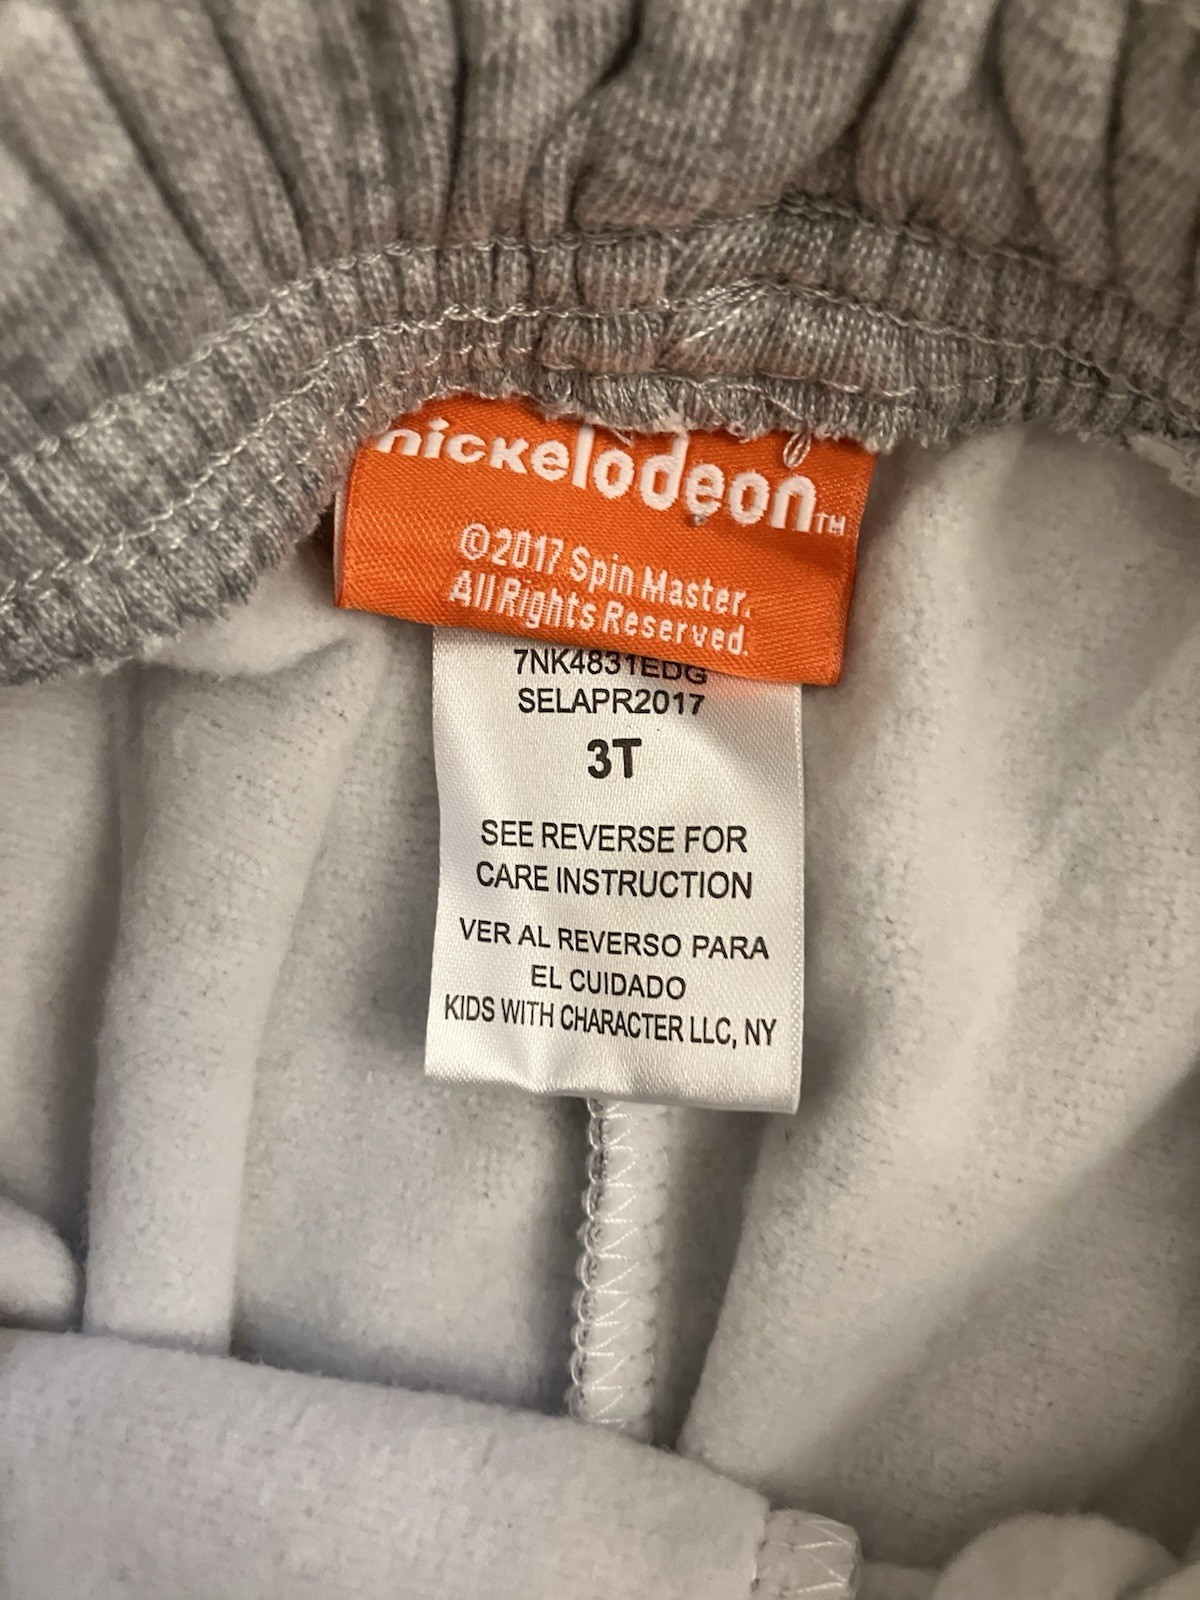 nickelodeon™
©2017 Spin Master.
All Rights Reserved.
7NK4831EDG
SELAPR2017
3T
SEE REVERSE FOR
CARE INSTRUCTION
VER AL REVERSO PARA
EL CUIDADO
KIDS WITH CHARACTER LLC, NY